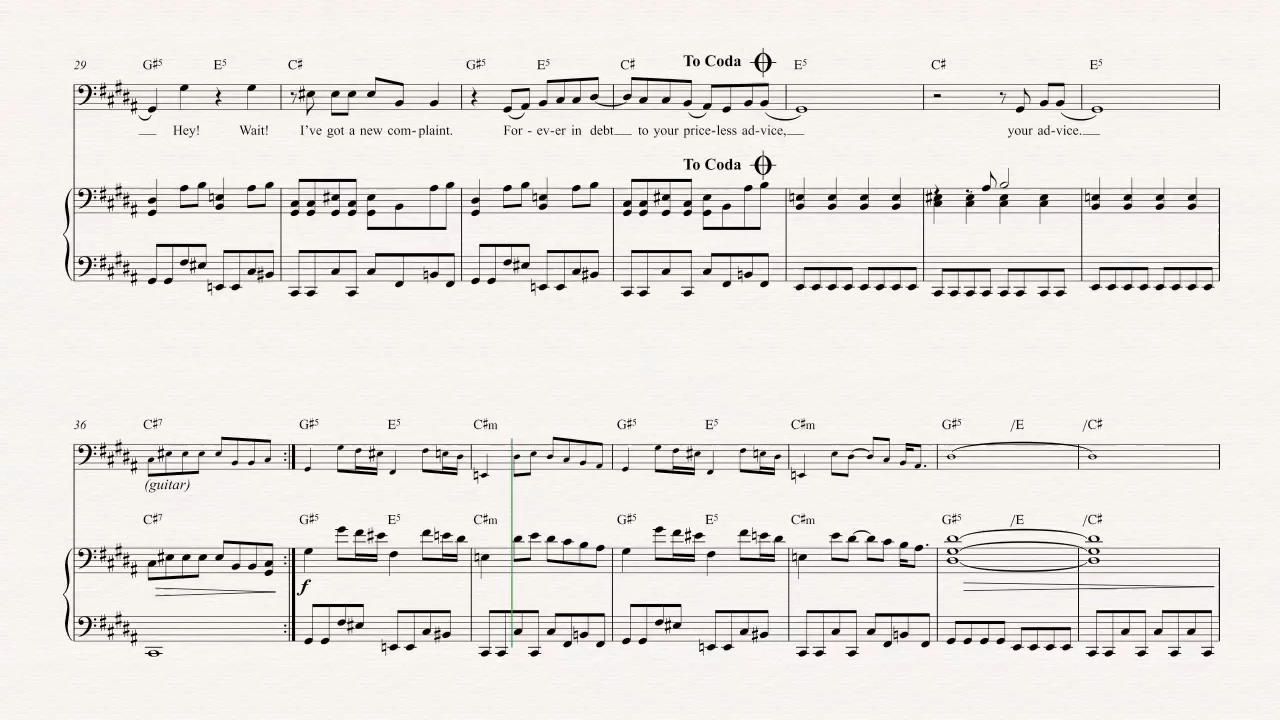 To Coda
29 G♯5 E5 C♯ G♯5 E5 C♯ E5 C♯ E5
Hey! Wait! I've got a new com-plaint. For - ev-er in debt to your price-less ad-vice, your ad-vice.
To Coda
36 C♯7 G♯5 E5 C♯m G♯5 E5 C♯m G♯5 /E /C♯
(guitar)
C♯7 G♯5 E5 C♯m G♯5 E5 C♯m G♯5 /E /C♯
f